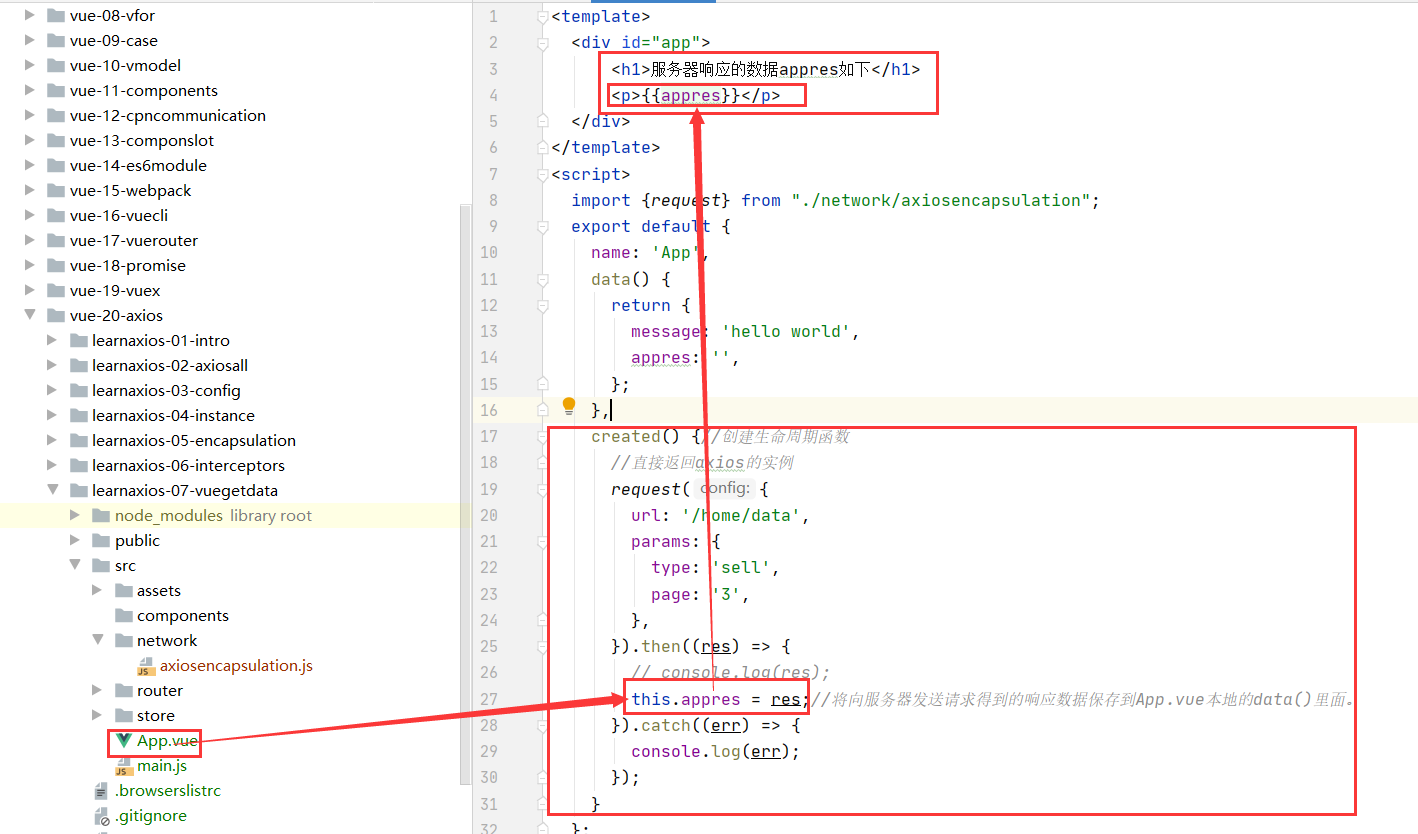 vue-08-vfor
vue-09-case
vue-10-vmodel
vue-11-components
vue-12-cpncommunication
vue-13-componslot
vue-14-es6module
vue-15-webpack
vue-16-vuecli
vue-17-vuerouter
vue-18-promise
vue-19-vuex
vue-20-axios
learnaxios-01-intro
learnaxios-02-axiosall
learnaxios-03-config
learnaxios-04-instance
learnaxios-05-encapsulation
learnaxios-06-interceptors
learnaxios-07-vuegetdata
node_modules library root
public
src
assets
components
network
JS axiosencapsulation.js
router
store
App.vue
JS main.js
.browserslistrc
.gitignore
1 <template>
2 <div id="app">
3 <h1>服务器响应的数据appres如下</h1>
4 <p>{{appres}}</p>
5 </div>
6 </template>
7 <script>
8 import {request} from "./network/axiosencapsulation";
9 export default {
10 name: 'App',
11 data() {
12 return {
13 message: 'hello world',
14 appres: '',
15 };
16 },
17 created() {//创建生命周期函数
18 //直接返回axios的实例
19 request( config: {
20 url: '/home/data',
21 params: {
22 type: 'sell',
23 page: '3',
24 },
25 }).then((res) => {
26 // console.log(res);
27 this.appres = res;//将向服务器发送请求得到的响应数据保存到App.vue本地的data()里面。
28 }).catch((err) => {
29 console.log(err);
30 });
31 }
32 };